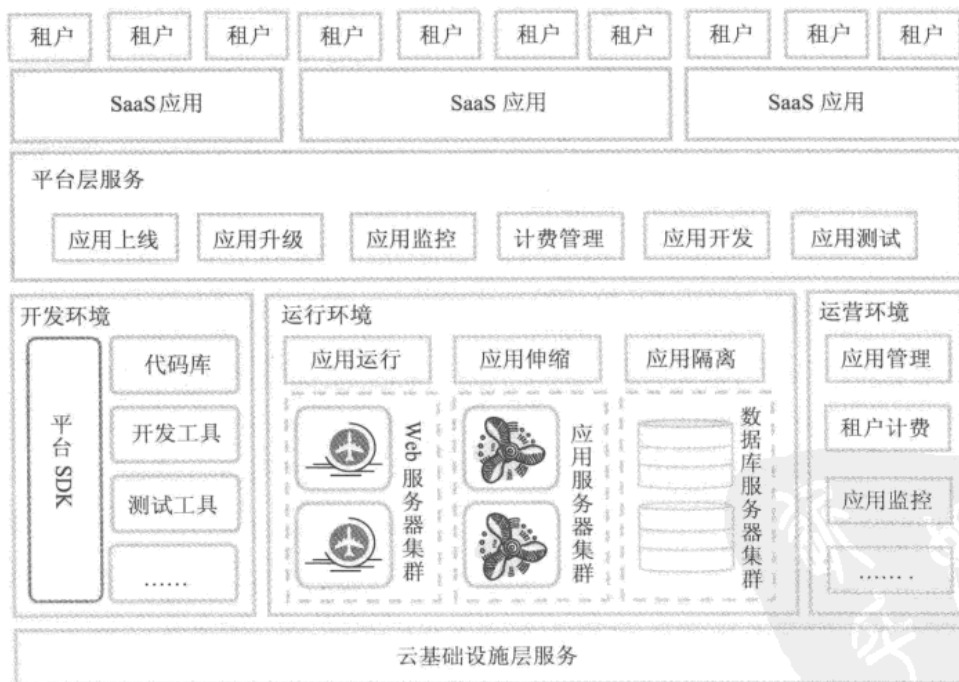 租户 租户 租户 租户 租户 租户 租户 租户 租户 租户
SaaS应用 SaaS 应用 SaaS 应用
平台层服务
应用上线 应用升级 应用监控 计费管理 应用开发 应用测试
开发环境
平台 SDK
代码库
开发工具
测试工具
……
运行环境
应用运行 应用伸缩 应用隔离
Web 服务器集群
应用服务器集群
数据库服务器集群
运营环境
应用管理
租户计费
应用监控
…….
云基础设施层服务